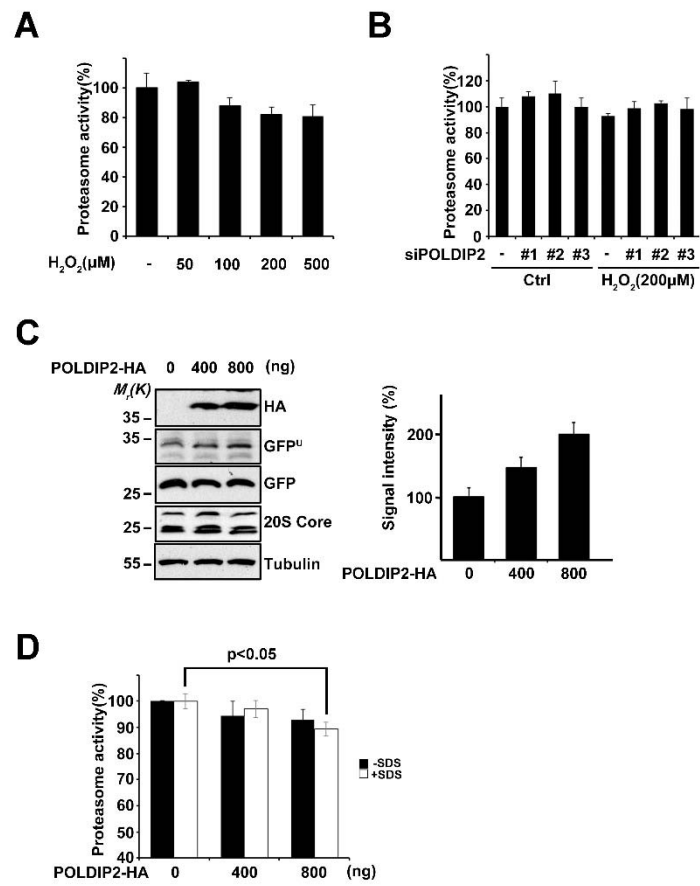 A
Proteasome activity(%)
100
80
60
40
20
0
H₂O₂(µM) - 50 100 200 500
B
Proteasome activity(%)
120
100
80
60
40
20
0
siPOLDIP2 - #1 #2 #3 - #1 #2 #3
Ctrl H₂O₂(200µM)
C
POLDIP2-HA 0 400 800 (ng)
Mr(K)
35 HA
35 GFPᵁ
25 GFP
25 20S Core
55 Tubulin
Signal intensity (%)
200
100
POLDIP2-HA 0 400 800
D
p<0.05
Proteasome activity(%)
100
90
80
70
60
50
40
-SDS
+SDS
POLDIP2-HA 0 400 800 (ng)